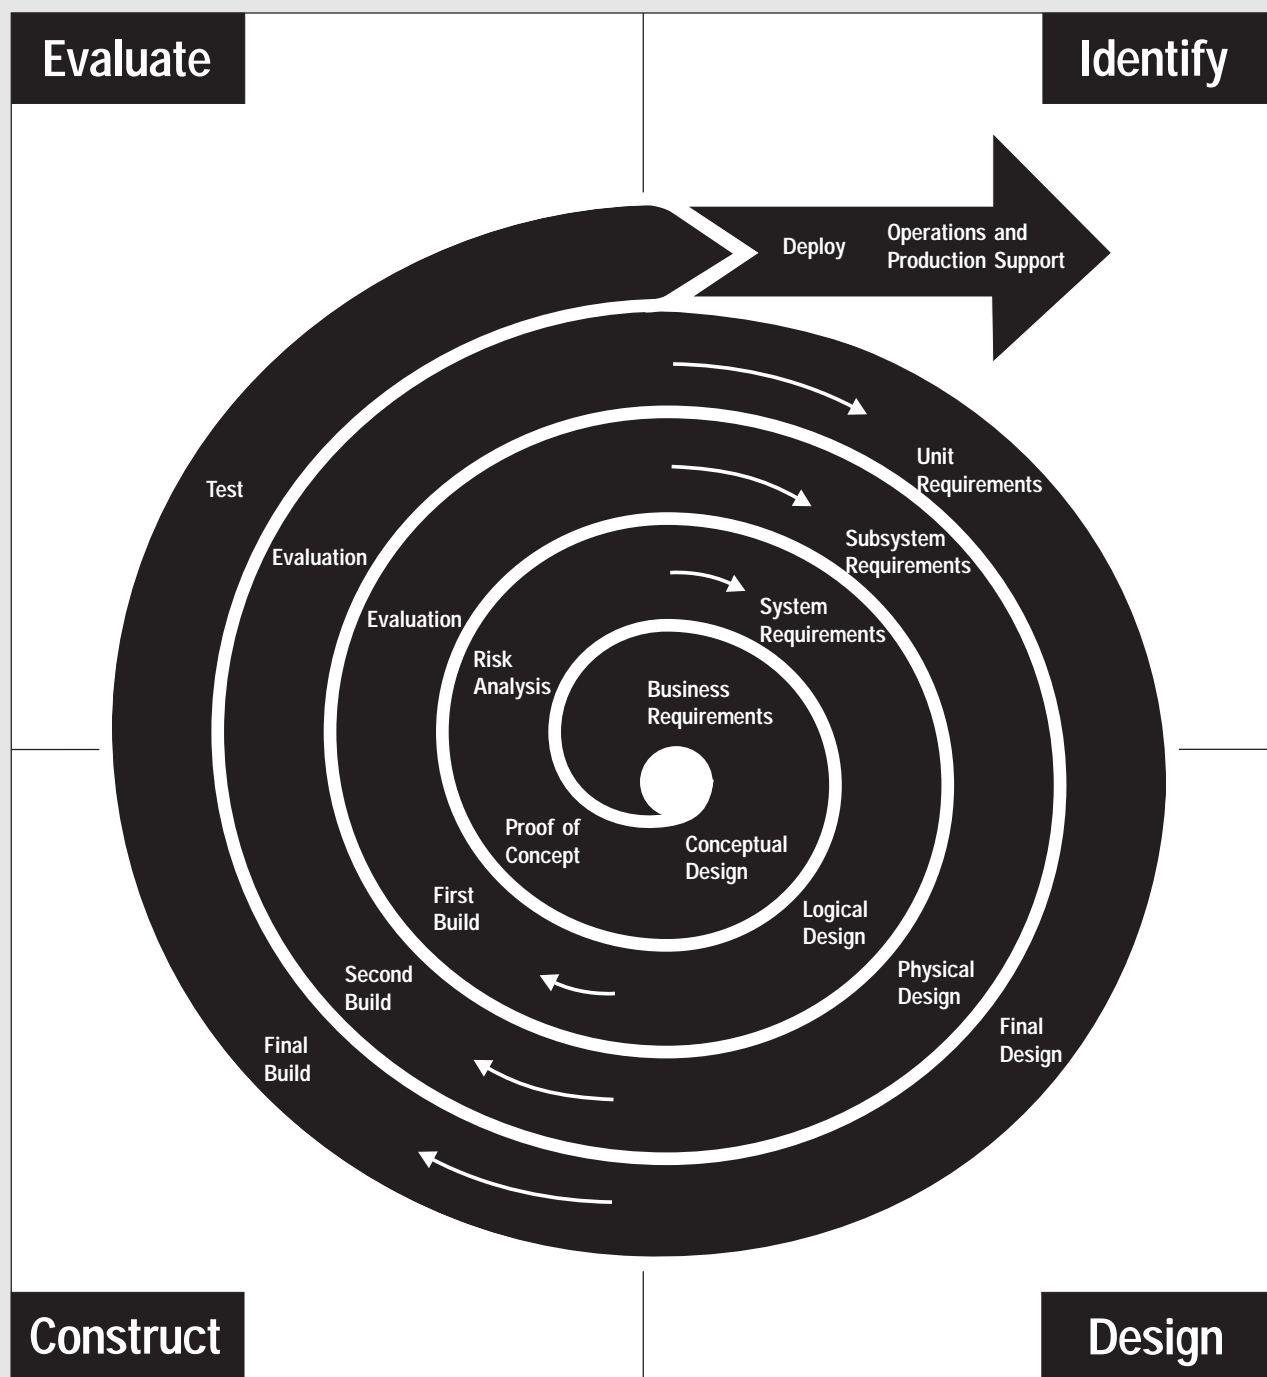 Evaluate
Identify
Deploy
Operations and
Production Support
Unit
Requirements
Test
Subsystem
Requirements
Evaluation
System
Requirements
Evaluation
Risk
Analysis
Business
Requirements
Proof of
Concept
Conceptual
Design
First
Build
Logical
Design
Second
Build
Physical
Design
Final
Build
Final
Design
Construct
Design